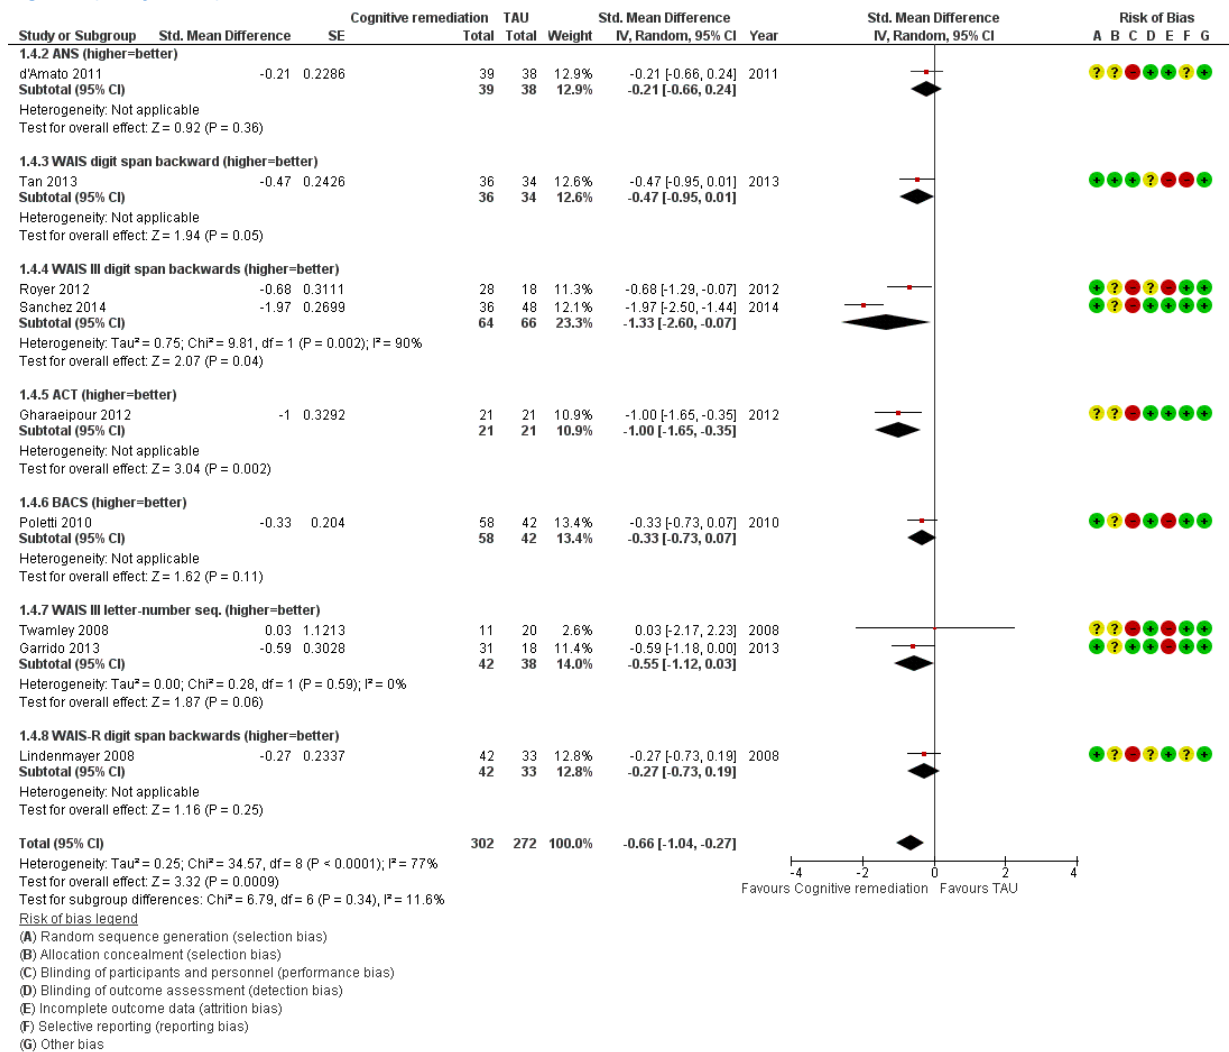 Cognitive remediation TAU Std. Mean Difference Std. Mean Difference Risk of Bias
Study or Subgroup Std. Mean Difference SE Total Total Weight IV, Random, 95% CI Year IV, Random, 95% CI A B C D E F G
1.4.2 ANS (higher=better)
d'Amato 2011 -0.21 0.2286 39 38 12.9% -0.21 [-0.66, 0.24] 2011 ? ? - + + ? +
Subtotal (95% CI) 39 38 12.9% -0.21 [-0.66, 0.24]
Heterogeneity: Not applicable
Test for overall effect: Z = 0.92 (P = 0.36)
1.4.3 WAIS digit span backward (higher=better)
Tan 2013 -0.47 0.2426 36 34 12.6% -0.47 [-0.95, 0.01] 2013 + + + ? - - +
Subtotal (95% CI) 36 34 12.6% -0.47 [-0.95, 0.01]
Heterogeneity: Not applicable
Test for overall effect: Z = 1.94 (P = 0.05)
1.4.4 WAIS III digit span backwards (higher=better)
Royer 2012 -0.68 0.3111 28 18 11.3% -0.68 [-1.29, -0.07] 2012 + ? - ? - + +
Sanchez 2014 -1.97 0.2699 36 48 12.1% -1.97 [-2.50, -1.44] 2014 + ? - + + + +
Subtotal (95% CI) 64 66 23.3% -1.33 [-2.60, -0.07]
Heterogeneity: Tau² = 0.75; Chi² = 9.81, df = 1 (P = 0.002); I² = 90%
Test for overall effect: Z = 2.07 (P = 0.04)
1.4.5 ACT (higher=better)
Gharaeipour 2012 -1 0.3292 21 21 10.9% -1.00 [-1.65, -0.35] 2012 ? ? - + + + +
Subtotal (95% CI) 21 21 10.9% -1.00 [-1.65, -0.35]
Heterogeneity: Not applicable
Test for overall effect: Z = 3.04 (P = 0.002)
1.4.6 BACS (higher=better)
Poletti 2010 -0.33 0.204 58 42 13.4% -0.33 [-0.73, 0.07] 2010 + ? - + - + +
Subtotal (95% CI) 58 42 13.4% -0.33 [-0.73, 0.07]
Heterogeneity: Not applicable
Test for overall effect: Z = 1.62 (P = 0.11)
1.4.7 WAIS III letter-number seq. (higher=better)
Twamley 2008 0.03 1.1213 11 20 2.6% 0.03 [-2.17, 2.23] 2008 ? ? - + - + +
Garrido 2013 -0.59 0.3028 31 18 11.4% -0.59 [-1.18, 0.00] 2013 + ? + + - + +
Subtotal (95% CI) 42 38 14.0% -0.55 [-1.12, 0.03]
Heterogeneity: Tau² = 0.00; Chi² = 0.28, df = 1 (P = 0.59); I² = 0%
Test for overall effect: Z = 1.87 (P = 0.06)
1.4.8 WAIS-R digit span backwards (higher=better)
Lindenmayer 2008 -0.27 0.2337 42 33 12.8% -0.27 [-0.73, 0.19] 2008 + ? - ? + ? +
Subtotal (95% CI) 42 33 12.8% -0.27 [-0.73, 0.19]
Heterogeneity: Not applicable
Test for overall effect: Z = 1.16 (P = 0.25)
Total (95% CI) 302 272 100.0% -0.66 [-1.04, -0.27]
Heterogeneity: Tau² = 0.25; Chi² = 34.57, df = 8 (P < 0.0001); I² = 77%
Test for overall effect: Z = 3.32 (P = 0.0009)
Test for subgroup differences: Chi² = 6.79, df = 6 (P = 0.34), I² = 11.6%
-4 -2 0 2 4
Favours Cognitive remediation Favours TAU
Risk of bias legend
(A) Random sequence generation (selection bias)
(B) Allocation concealment (selection bias)
(C) Blinding of participants and personnel (performance bias)
(D) Blinding of outcome assessment (detection bias)
(E) Incomplete outcome data (attrition bias)
(F) Selective reporting (reporting bias)
(G) Other bias